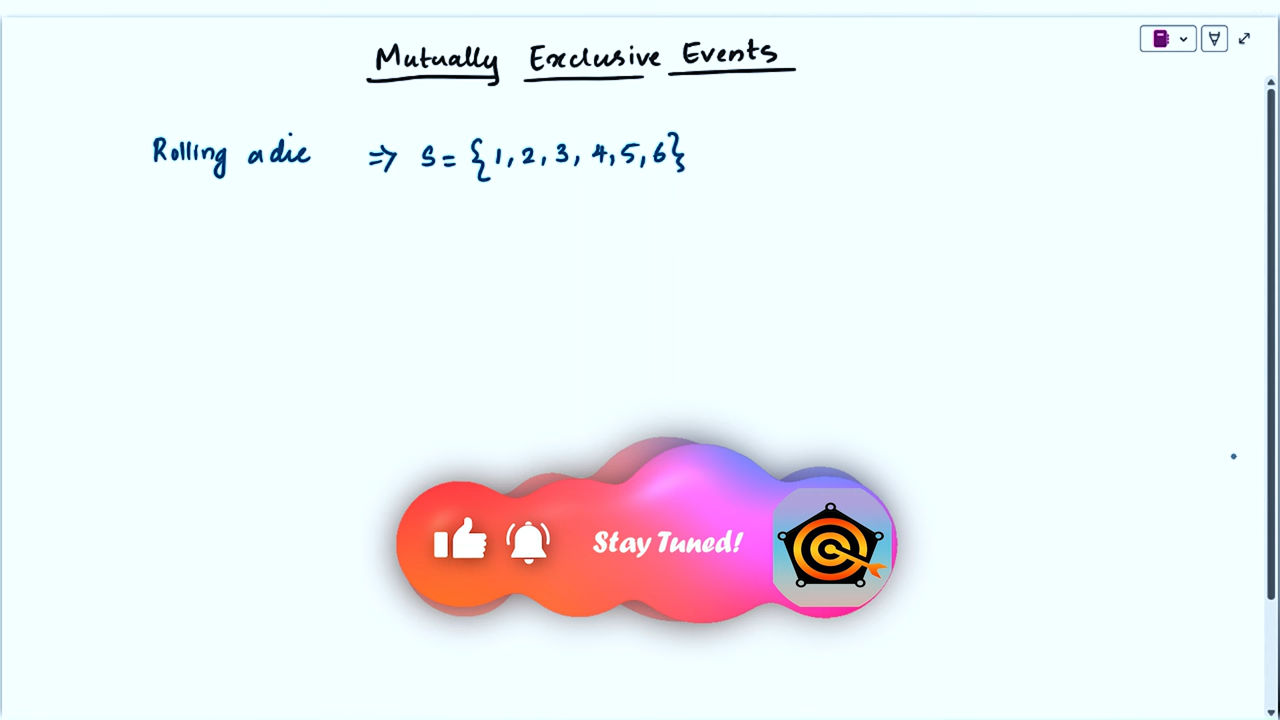 Mutually Exclusive Events
Rolling a die ⇒ S = {1, 2, 3, 4, 5, 6}
Stay Tuned!